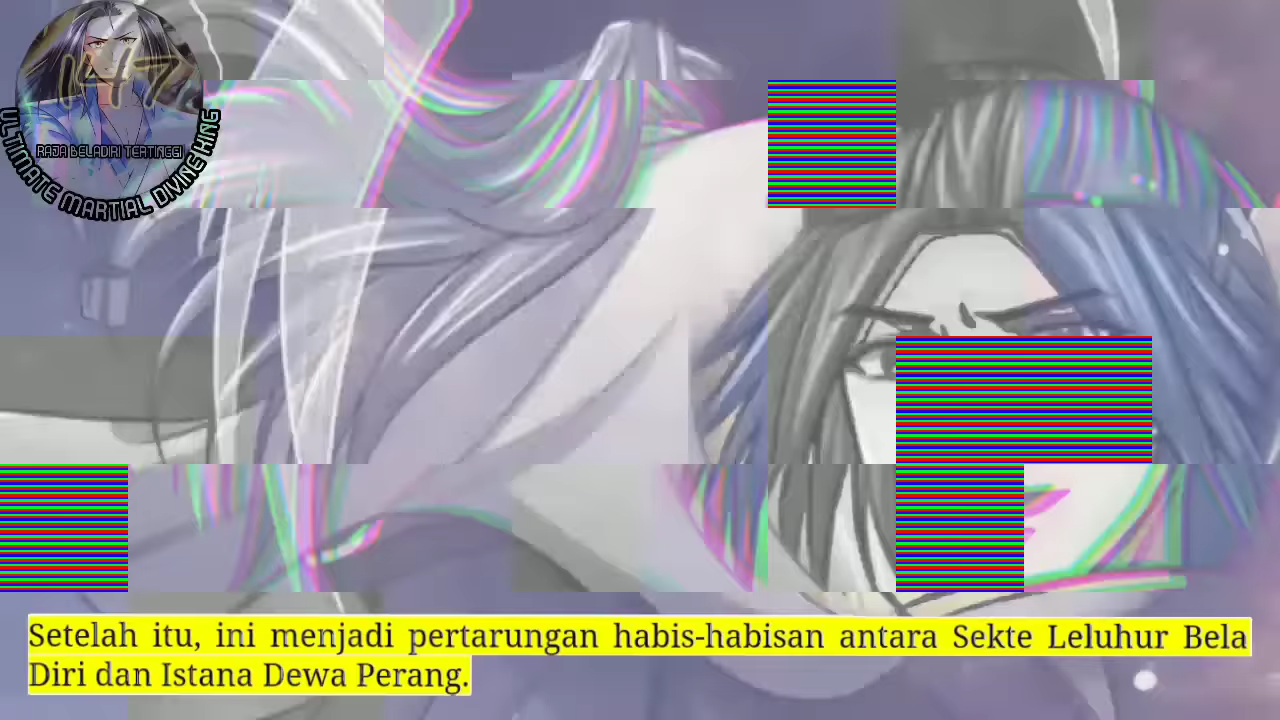 1417
RAJA BELADIRI TERTINGGI
ULTIMATE MARTIAL DIVINE KING
Setelah itu, ini menjadi pertarungan habis-habisan antara Sekte Leluhur Bela
Diri dan Istana Dewa Perang.